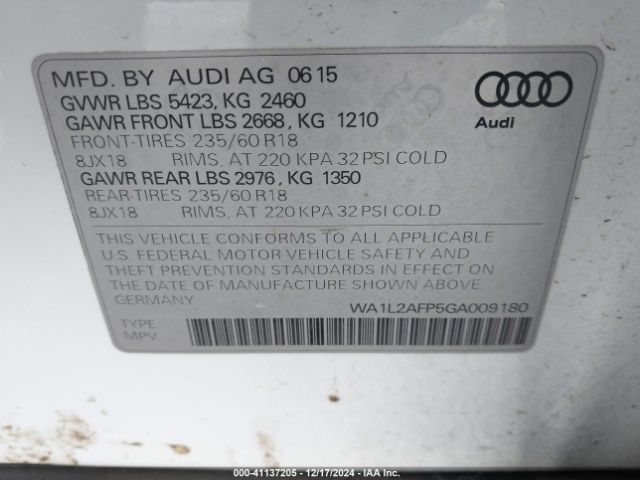 MFD. BY AUDI AG 06 15
GVWR LBS 5423, KG 2460
GAWR FRONT LBS 2668, KG 1210
FRONT-TIRES 235/60 R18
8JX18 RIMS, AT 220 KPA 32 PSI COLD
GAWR REAR LBS 2976, KG 1350
REAR-TIRES 235/60 R18
8JX18 RIMS, AT 220 KPA 32 PSI COLD
Audi
THIS VEHICLE CONFORMS TO ALL APPLICABLE
U.S. FEDERAL MOTOR VEHICLE SAFETY AND
THEFT PREVENTION STANDARDS IN EFFECT ON
THE DATE OF MANUFACTURE SHOWN ABOVE.
GERMANY
WA1L2AFP5GA009180
TYPE
MPV
000-41137205 - 12/17/2024 - IAA Inc.